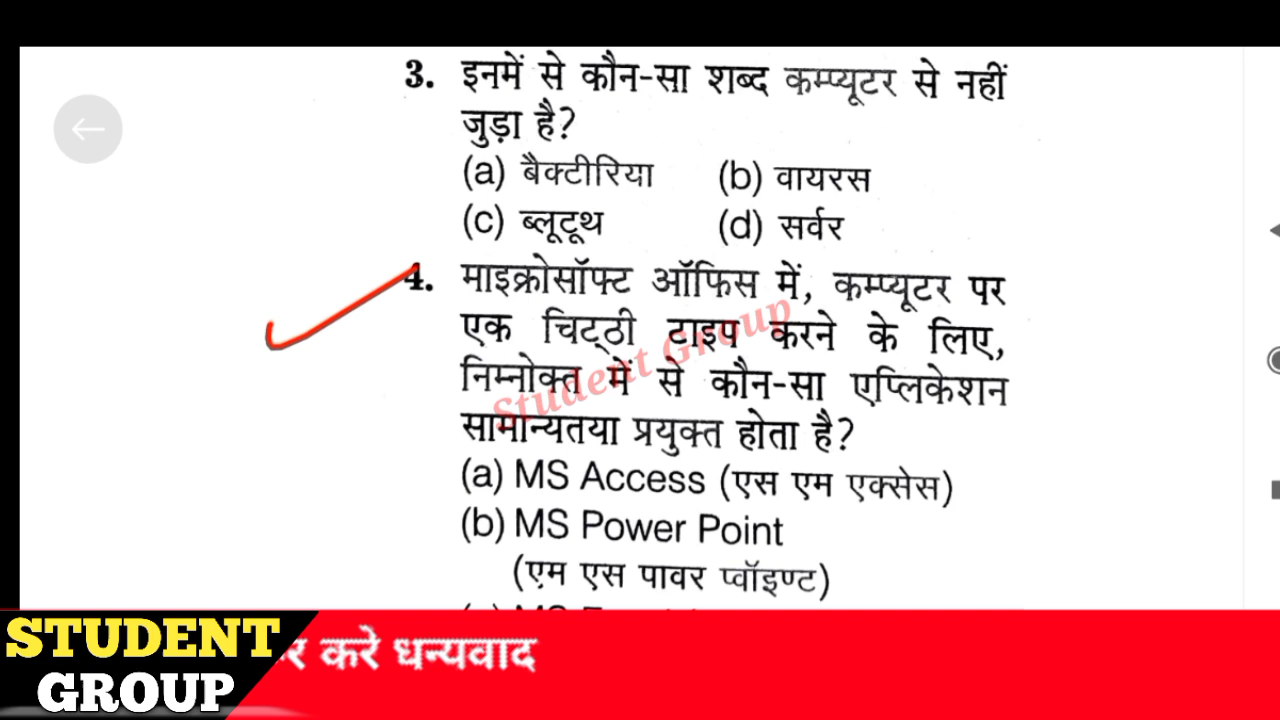 3. इनमें से कौन-सा शब्द कम्प्यूटर से नहीं
जुड़ा है?
(a) बैक्टीरिया (b) वायरस
(c) ब्लूटूथ (d) सर्वर
4. माइक्रोसॉफ्ट ऑफिस में, कम्प्यूटर पर
एक चिट्ठी टाइप करने के लिए,
निम्नोक्त में से कौन-सा एप्लिकेशन
सामान्यतया प्रयुक्त होता है?
Student Group
(a) MS Access (एस एम एक्सेस)
(b) MS Power Point
(एम एस पावर प्वॉइण्ट)
STUDENT
GROUP
करे धन्यवाद